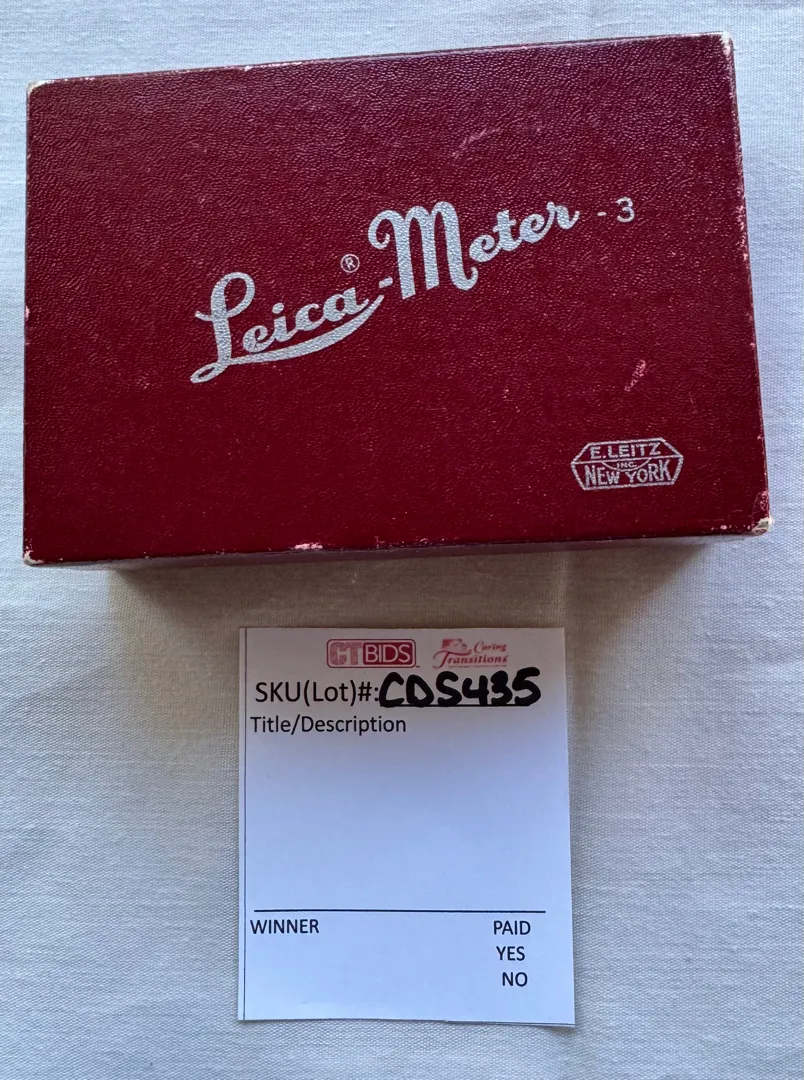 Leica®-Meter - 3
E. LEITZ
INC.
NEW YORK
CTBIDS Caring Transitions
SKU(Lot)#: CDS435
Title/Description
WINNER PAID
YES
NO